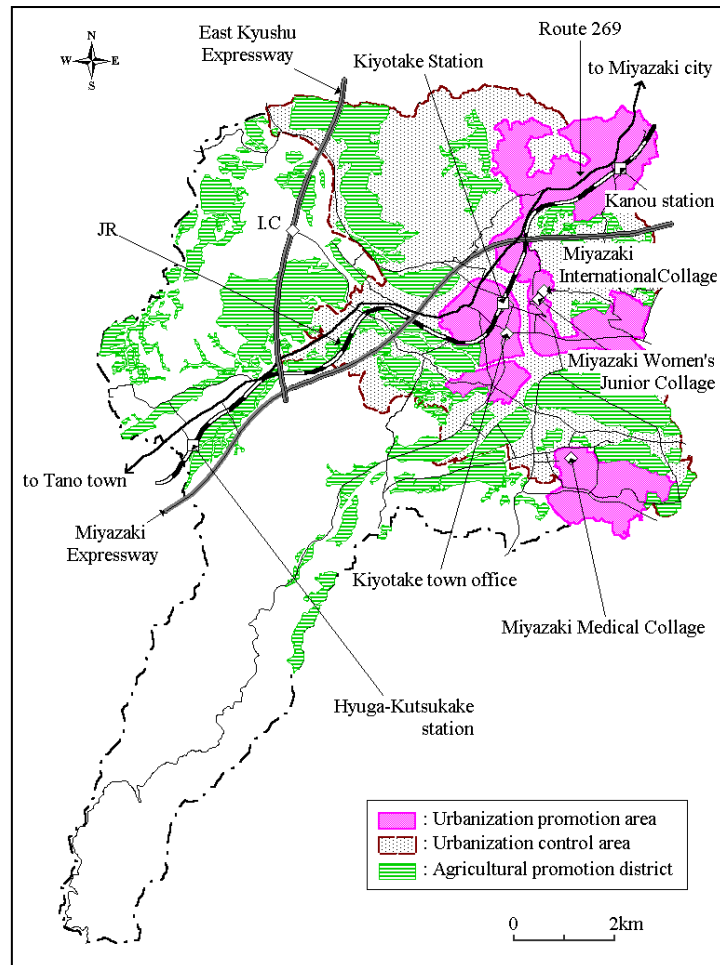 N
W E
S
East Kyushu
Expressway
Kiyotake Station
Route 269
to Miyazaki city
I.C
JR
Kanou station
Miyazaki
InternationalCollage
Miyazaki Women's
Junior Collage
to Tano town
Miyazaki
Expressway
Kiyotake town office
Miyazaki Medical Collage
Hyuga-Kutsukake
station
: Urbanization promotion area
: Urbanization control area
: Agricultural promotion district
0 2km